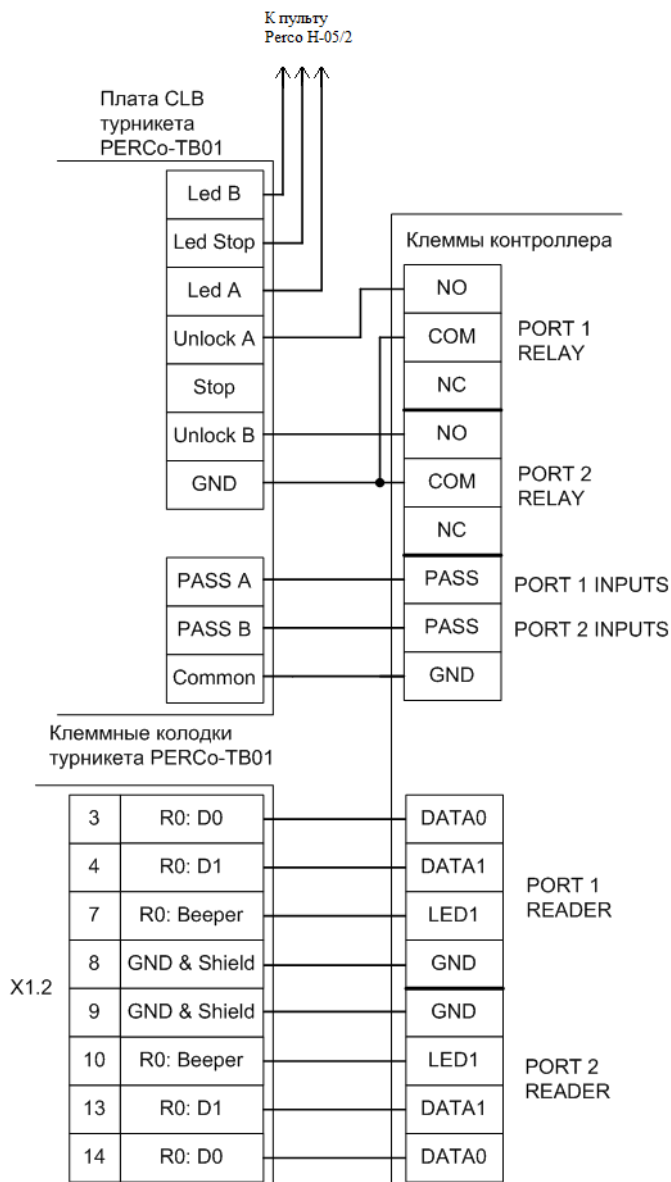 К пульту
Perco H-05/2
Плата CLB
турникета
PERCo-TB01
Led B
Led Stop
Led A
Unlock A
Stop
Unlock B
GND
PASS A
PASS B
Common
Клеммы контроллера
NO
COM
NC
PORT 1
RELAY
NO
COM
NC
PORT 2
RELAY
PASS
PORT 1 INPUTS
PASS
PORT 2 INPUTS
GND
Клеммные колодки
турникета PERCo-TB01
X1.2
3 R0: D0
4 R0: D1
7 R0: Beeper
8 GND & Shield
9 GND & Shield
10 R0: Beeper
13 R0: D1
14 R0: D0
DATA0
DATA1
LED1
GND
PORT 1
READER
GND
LED1
DATA1
DATA0
PORT 2
READER